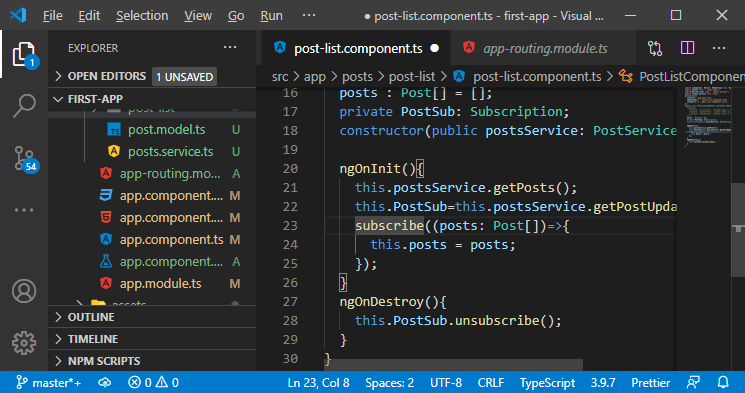 File Edit Selection View Go Run ··· ● post-list.component.ts - first-app - Visual ...
EXPLORER ···
OPEN EDITORS 1 UNSAVED
FIRST-APP
post-list
post.model.ts U
posts.service.ts U
app-routing.mo... U
app.component.... M
app.component.... M
app.component.ts M
app.component.... M
app.module.ts M
assets
OUTLINE
TIMELINE
NPM SCRIPTS
1
54
post-list.component.ts ● app-routing.module.ts ···
src > app > posts > post-list > post-list.component.ts > PostListComponen
16 posts : Post[] = [];
17 private PostSub: Subscription;
18 constructor(public postsService: PostService
19
20 ngOnInit(){
21 this.postsService.getPosts();
22 this.PostSub=this.postsService.getPostUpda
23 subscribe((posts: Post[])=>{
24 this.posts = posts;
25 });
26 }
27 ngOnDestroy(){
28 this.PostSub.unsubscribe();
29 }
30 }
master*+ 0 0 Ln 23, Col 8 Spaces: 2 UTF-8 CRLF TypeScript 3.9.7 Prettier